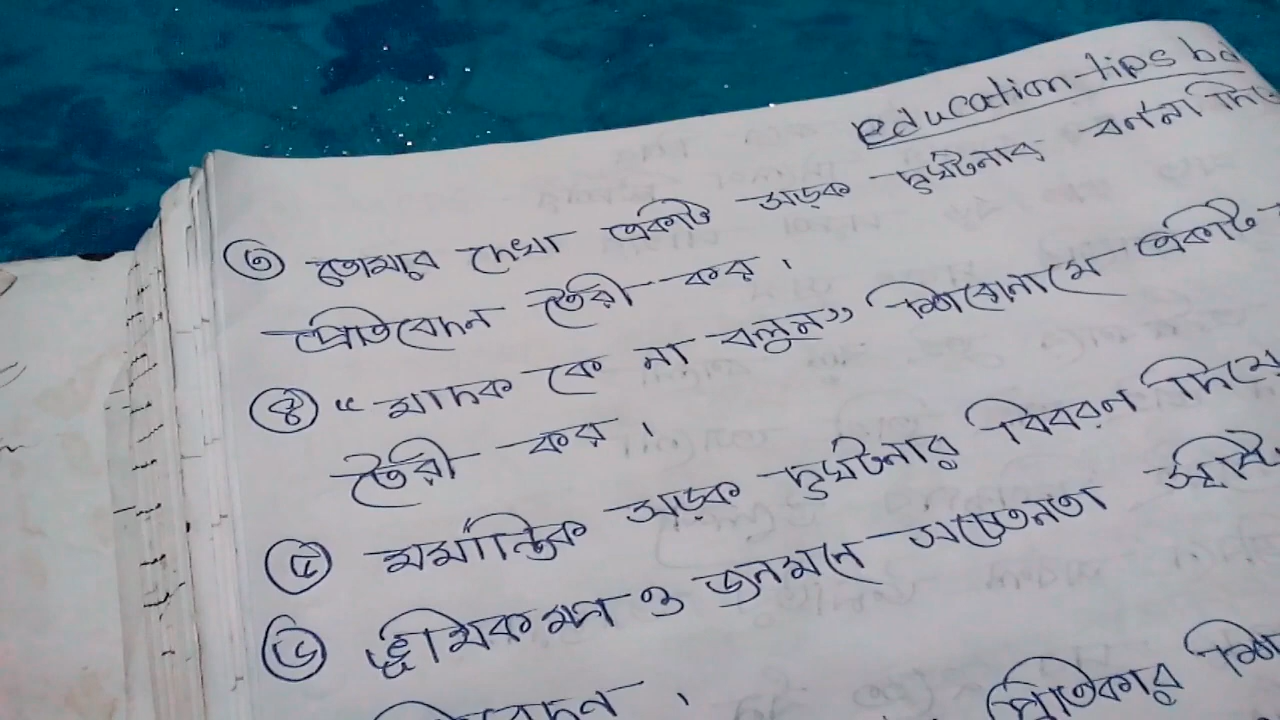 education-tips bd
৩ তোমার দেখা একটি সড়ক দুর্ঘটনার বর্ণনা দিয়ে
প্রতিবেদন তৈরী কর।
৪ "মাদক কে না বলুন" শিরোনামে একটি
তৈরী কর।
৫ মর্মান্তিক সড়ক দুর্ঘটনার বিবরণ দিয়ে
৬ ভূমিকম্প ও জনমনে সচেতনতা সৃষ্টি
প্রতিকার